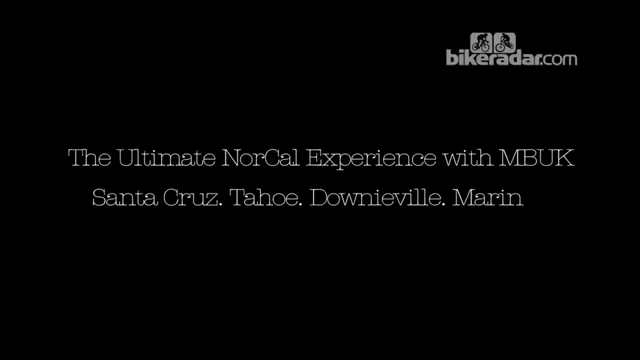 bikeradar.com
The Ultimate NorCal Experience with MBUK
Santa Cruz. Tahoe. Downieville. Marin